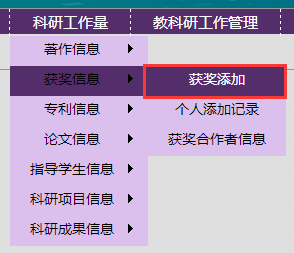 科研工作量 教科研工作管理
著作信息
获奖信息 获奖添加
专利信息 个人添加记录
论文信息 获奖合作者信息
指导学生信息
科研项目信息
科研成果信息